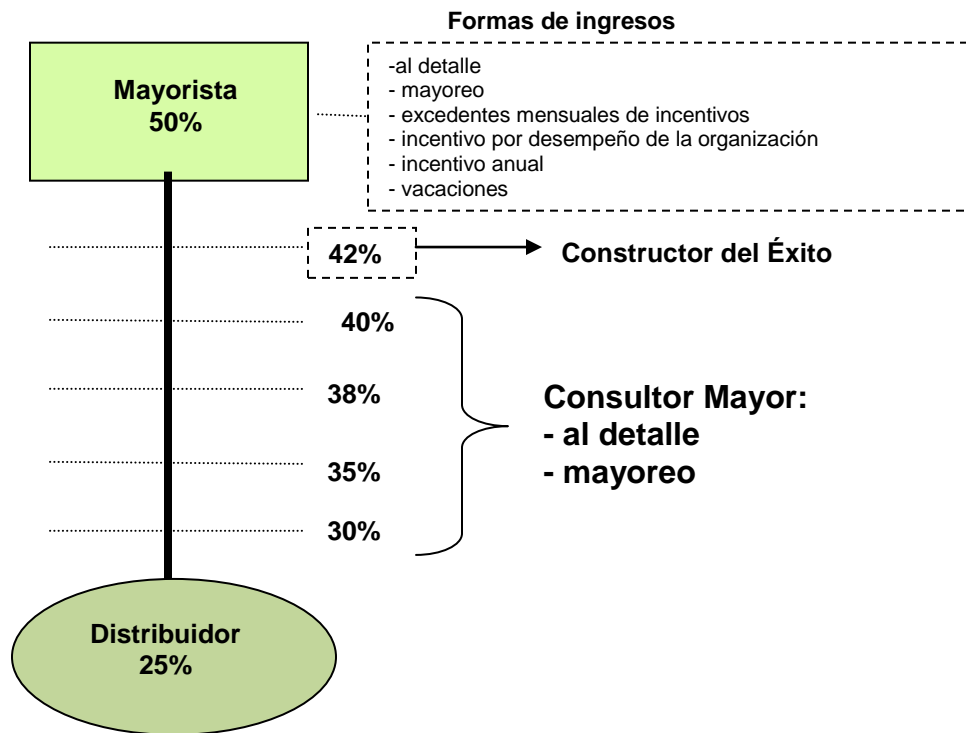 Formas de ingresos
Mayorista
50%
-al detalle
- mayoreo
- excedentes mensuales de incentivos
- incentivo por desempeño de la organización
- incentivo anual
- vacaciones
42%
Constructor del Éxito
40%
38%
35%
30%
Consultor Mayor:
- al detalle
- mayoreo
Distribuidor
25%